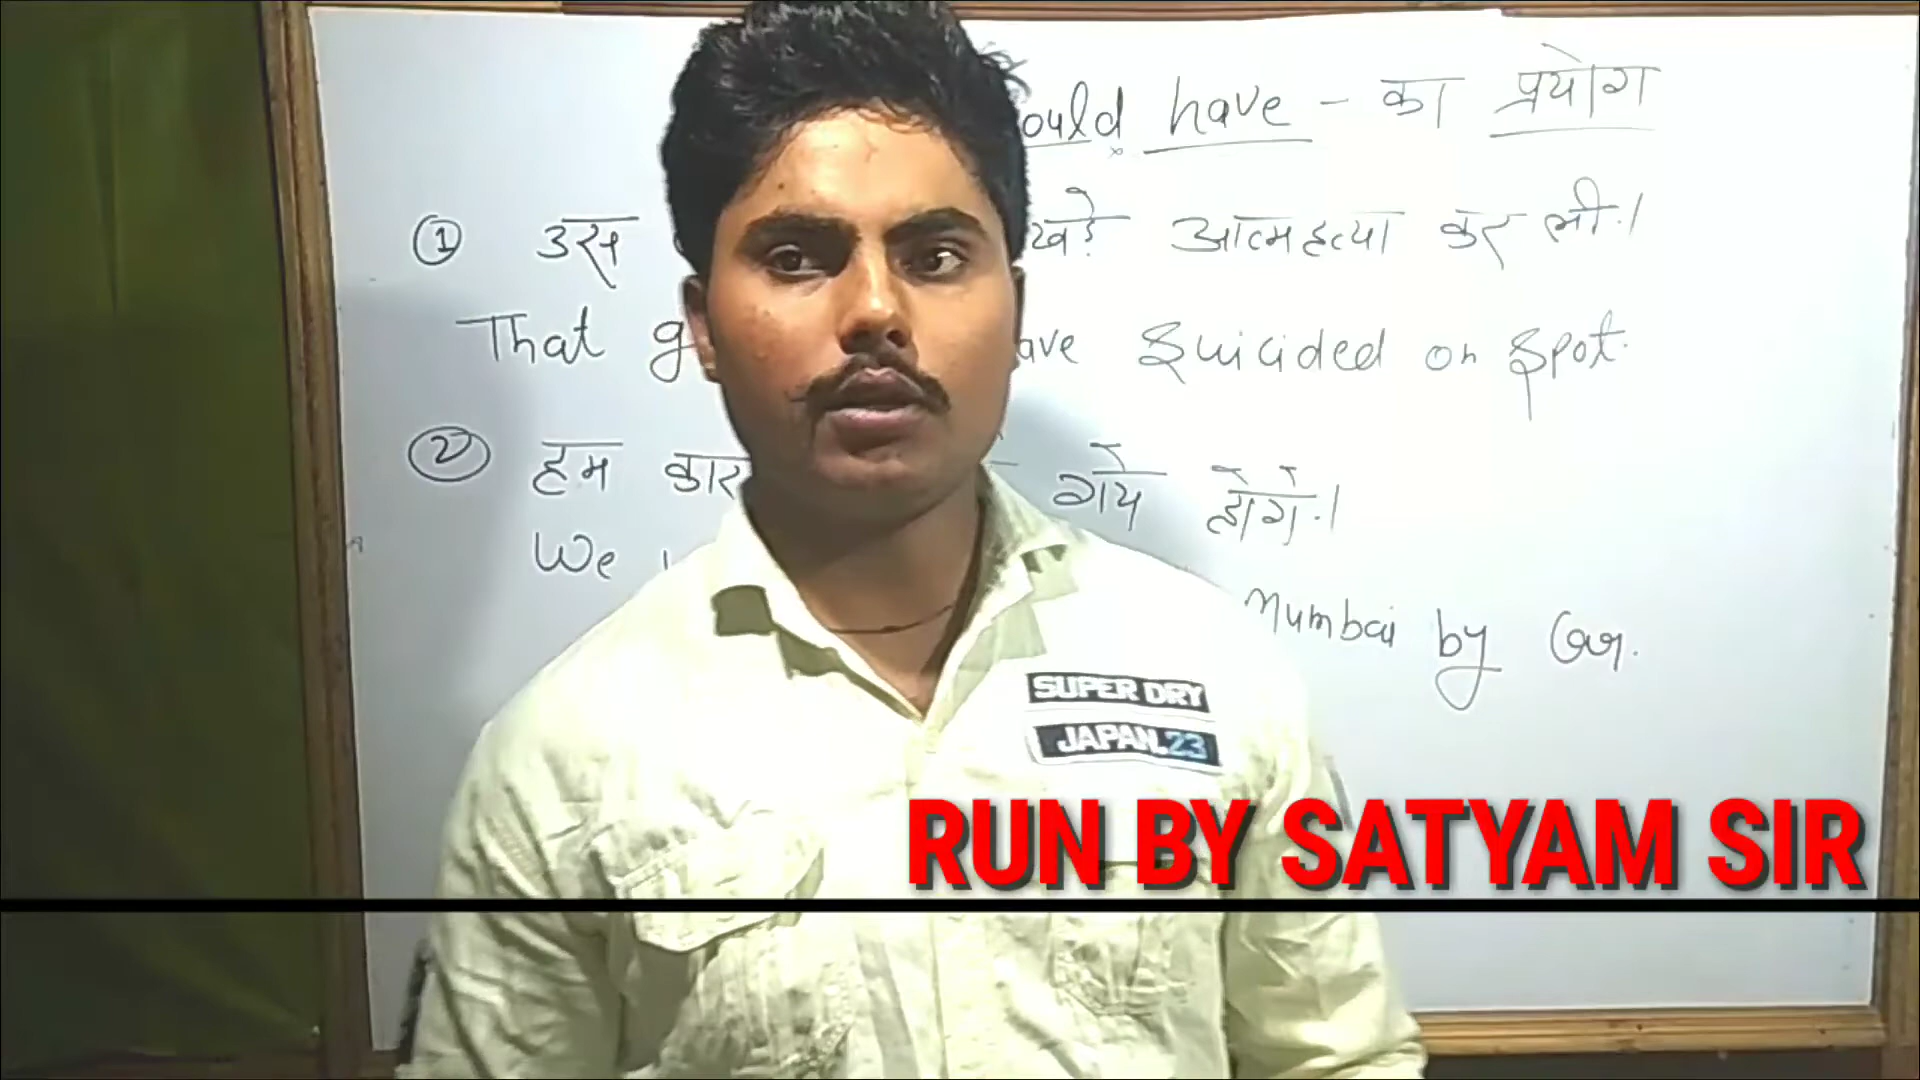 ould have - का प्रयोग
① उस आत्महत्या कर ली।
That g ave Suicided on Spot.
② हम कार गये होंगे।
We Mumbai by Car.
SUPER DRY
JAPAN.23
RUN BY SATYAM SIR